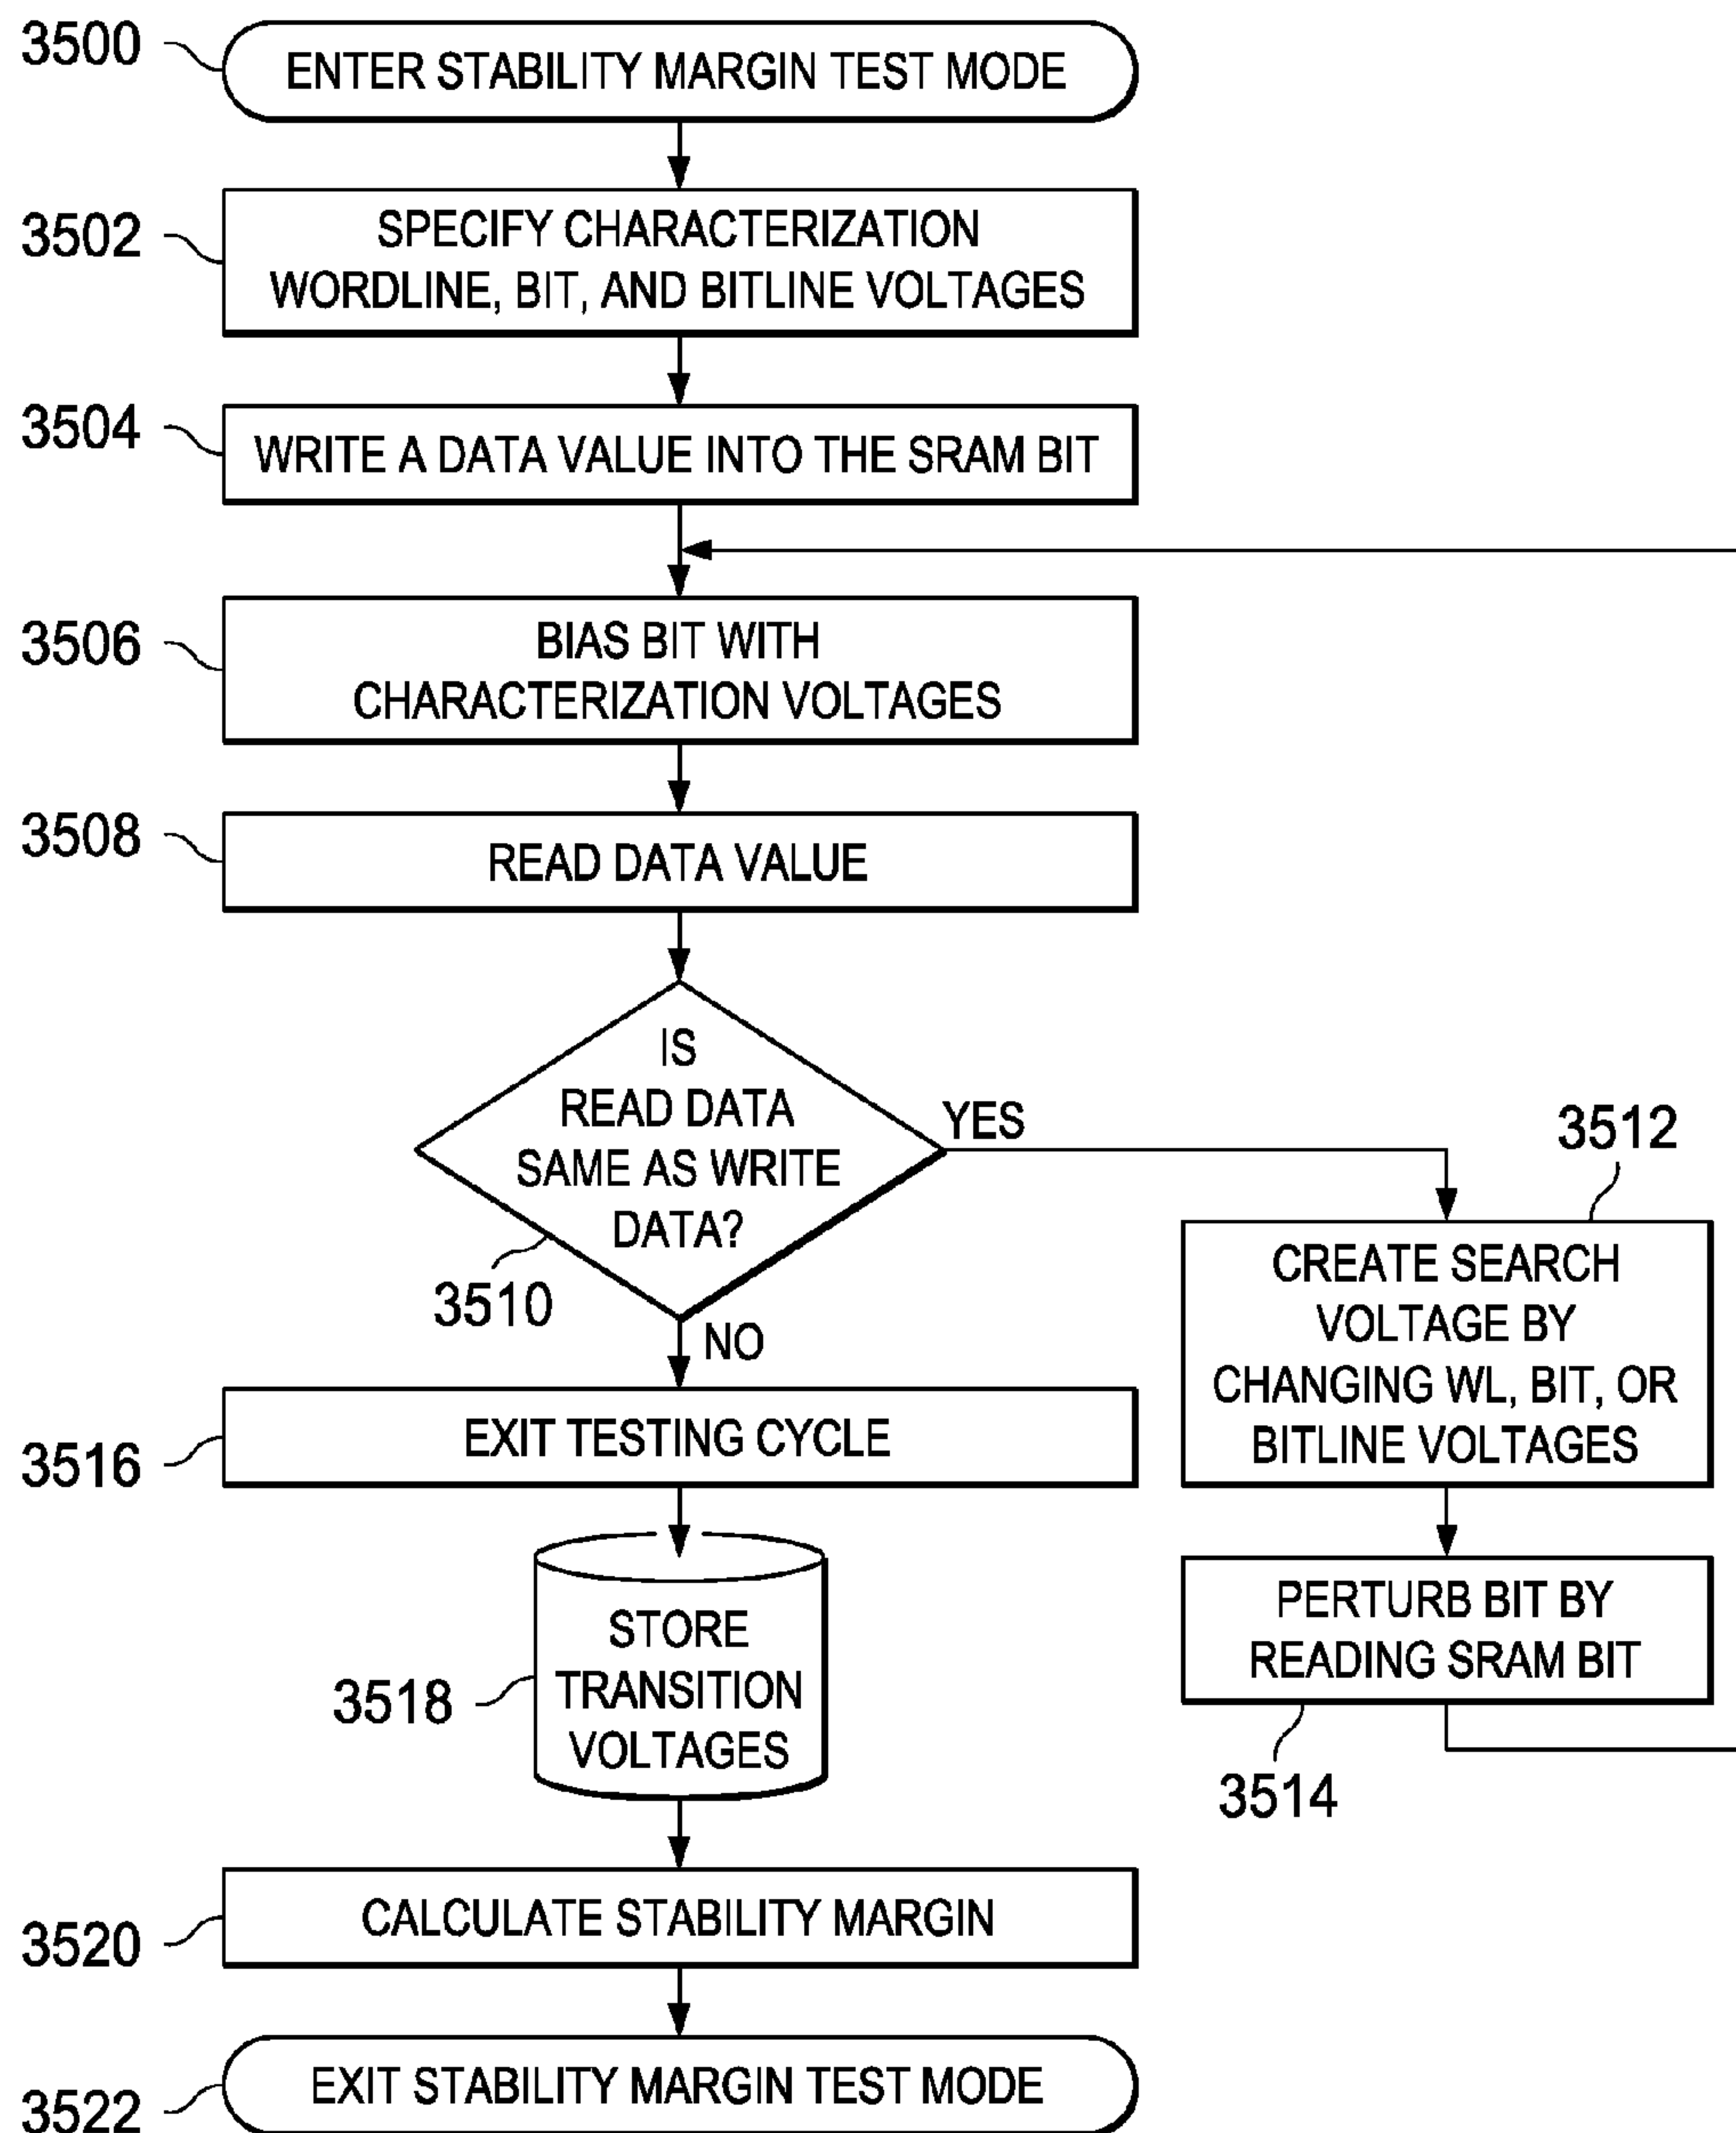 3500
ENTER STABILITY MARGIN TEST MODE
3502
SPECIFY CHARACTERIZATION
WORDLINE, BIT, AND BITLINE VOLTAGES
3504
WRITE A DATA VALUE INTO THE SRAM BIT
3506
BIAS BIT WITH
CHARACTERIZATION VOLTAGES
3508
READ DATA VALUE
IS
READ DATA
SAME AS WRITE
DATA?
3510
YES
NO
3512
CREATE SEARCH
VOLTAGE BY
CHANGING WL, BIT, OR
BITLINE VOLTAGES
PERTURB BIT BY
READING SRAM BIT
3514
3516
EXIT TESTING CYCLE
3518
STORE
TRANSITION
VOLTAGES
3520
CALCULATE STABILITY MARGIN
3522
EXIT STABILITY MARGIN TEST MODE